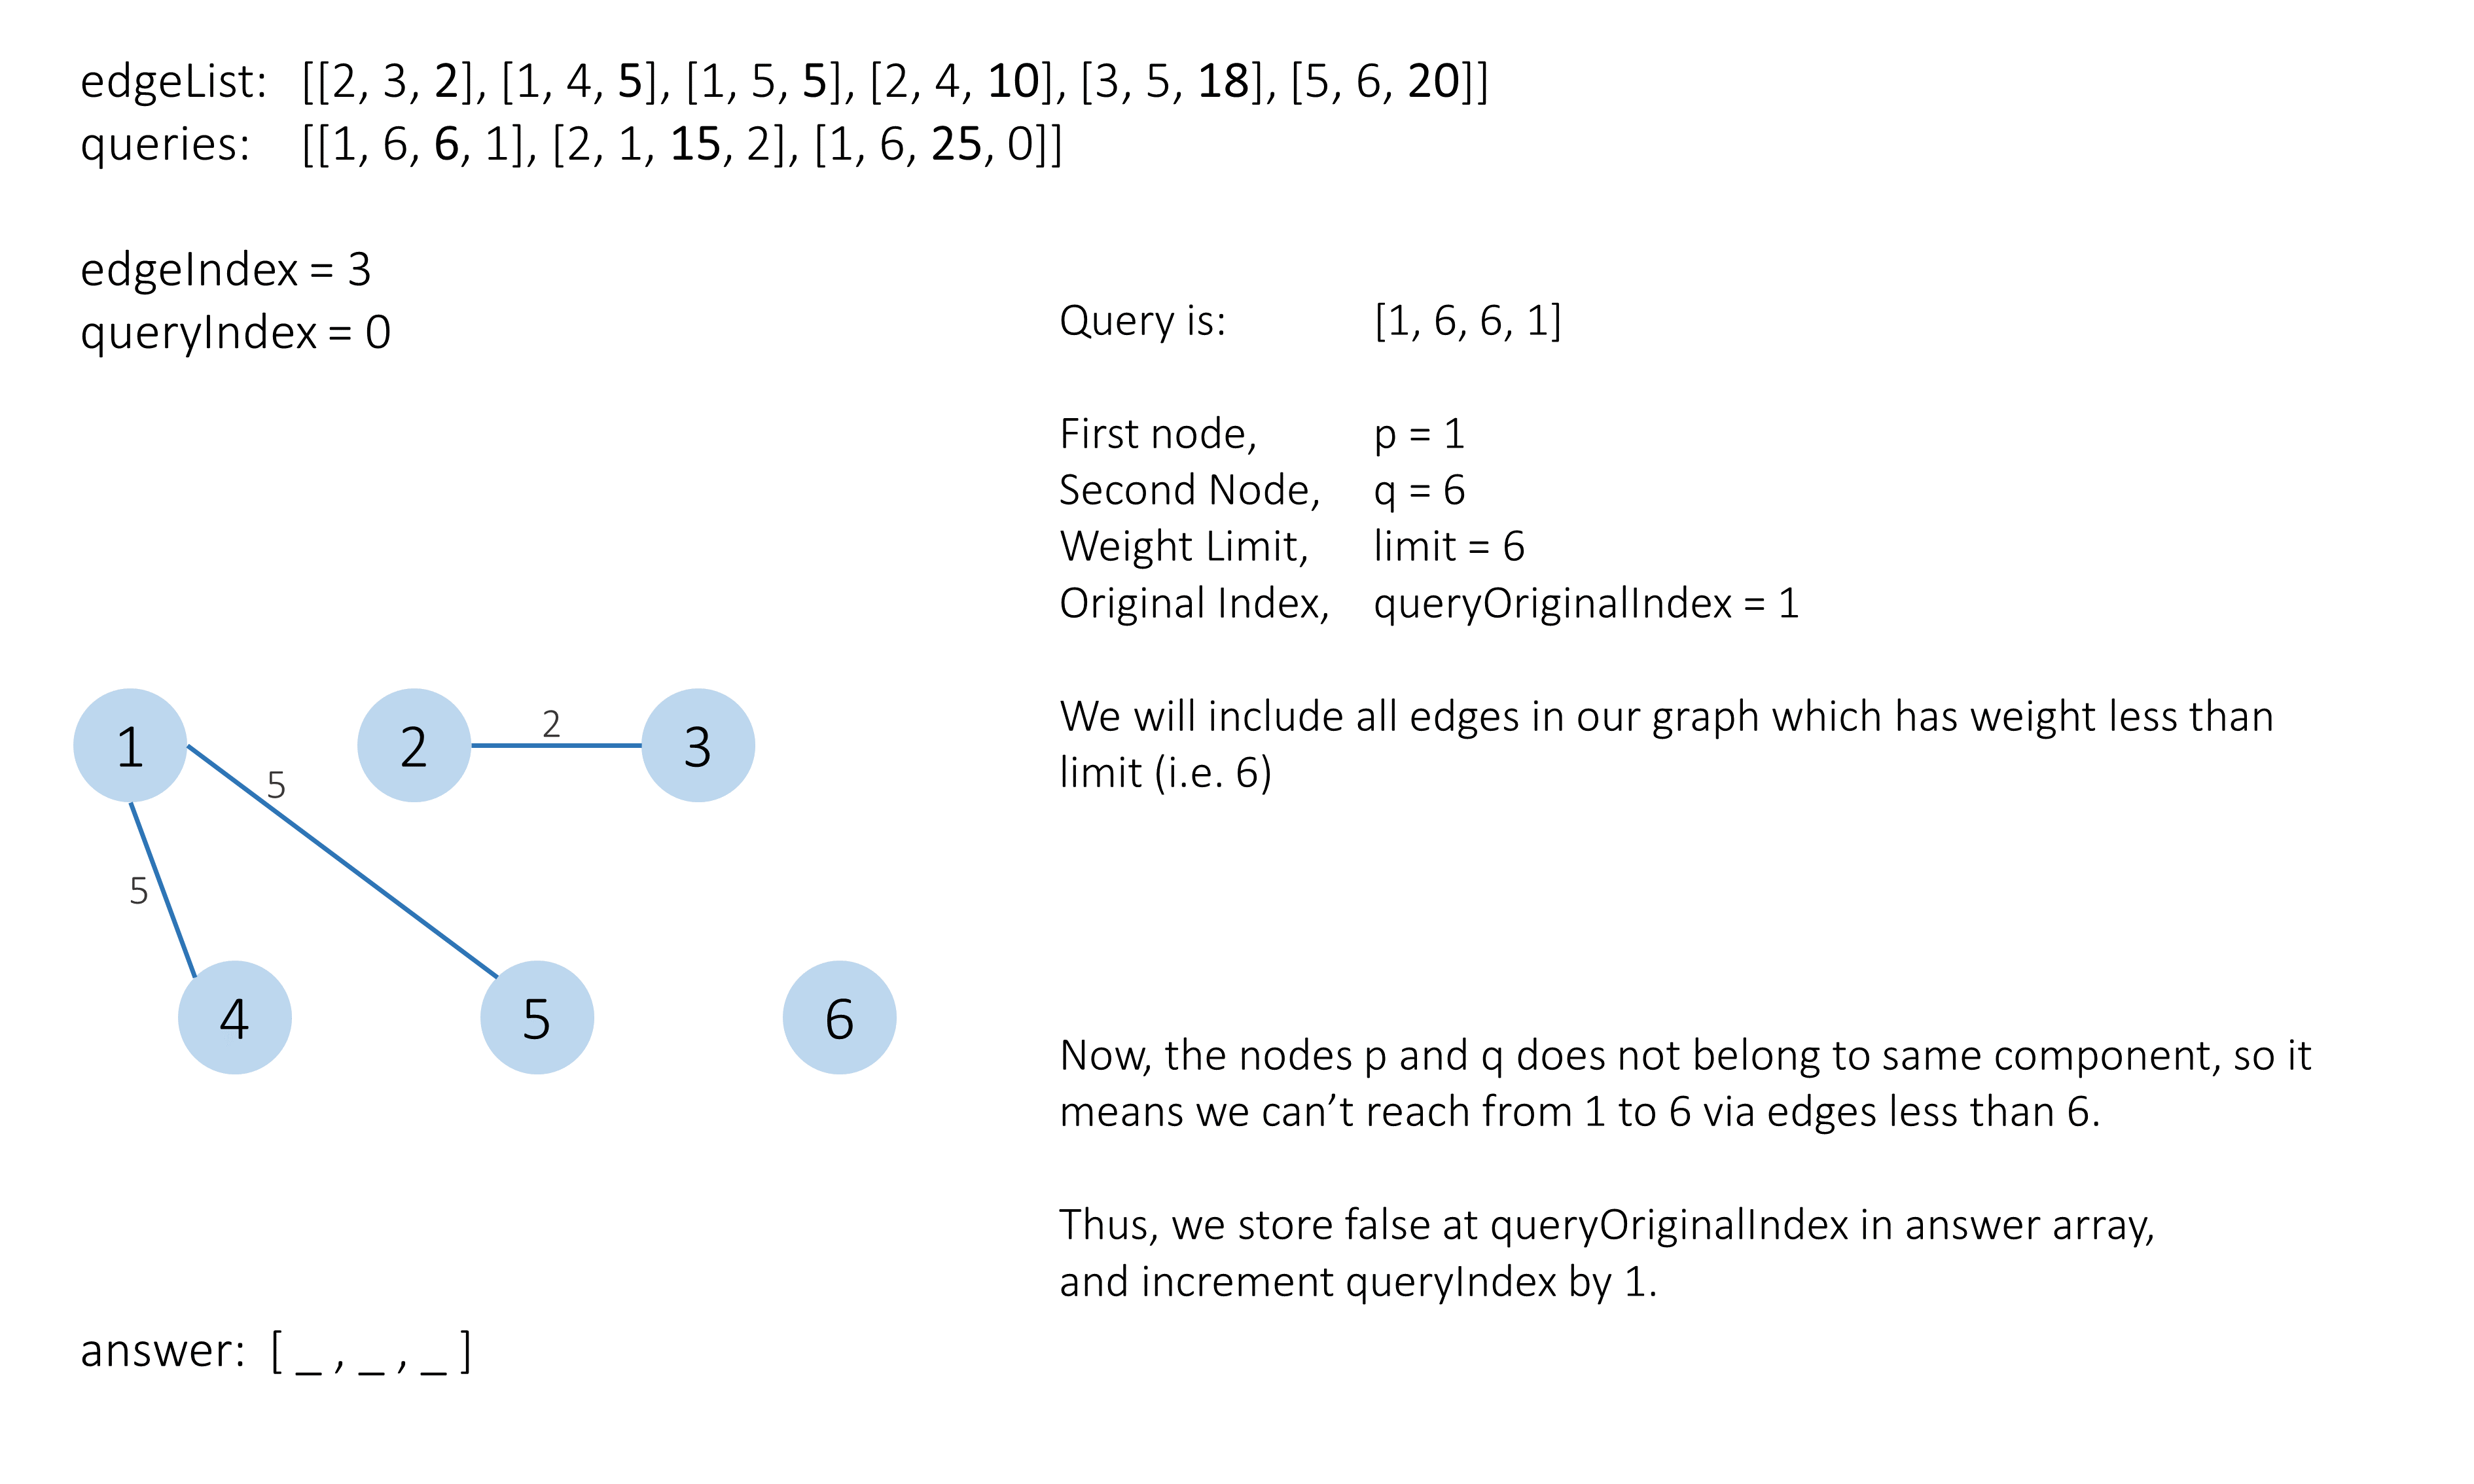 edgeList: [[2, 3, 2], [1, 4, 5], [1, 5, 5], [2, 4, 10], [3, 5, 18], [5, 6, 20]]
queries: [[1, 6, 6, 1], [2, 1, 15, 2], [1, 6, 25, 0]]
edgeIndex = 3
queryIndex = 0
Query is: [1, 6, 6, 1]
First node, p = 1
Second Node, q = 6
Weight Limit, limit = 6
Original Index, queryOriginalIndex = 1
We will include all edges in our graph which has weight less than
limit (i.e. 6)
1
2
2
3
5
5
4
5
6
Now, the nodes p and q does not belong to same component, so it
means we can’t reach from 1 to 6 via edges less than 6.
Thus, we store false at queryOriginalIndex in answer array,
and increment queryIndex by 1.
answer: [ _ , _ , _ ]